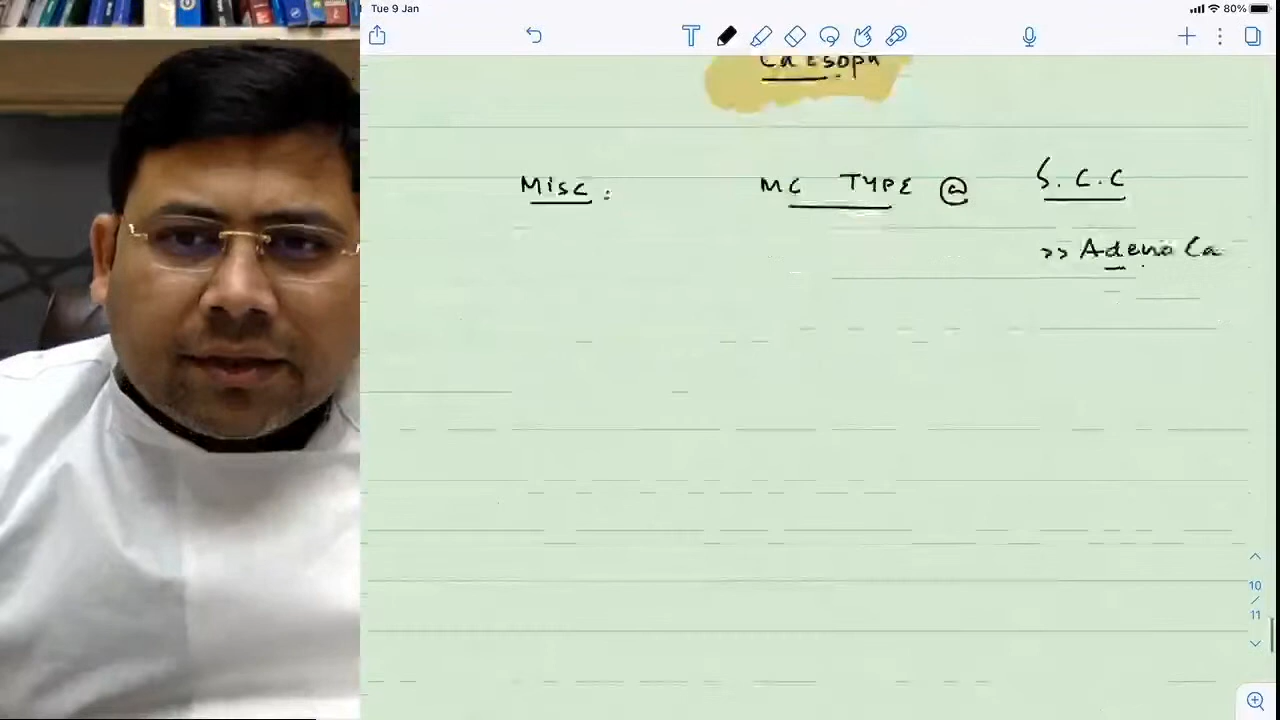 Tue 9 Jan
80%
Ca Esoph
Misc :
MC TYPE @ S.C.C
>> Adeno Ca
10
/
11